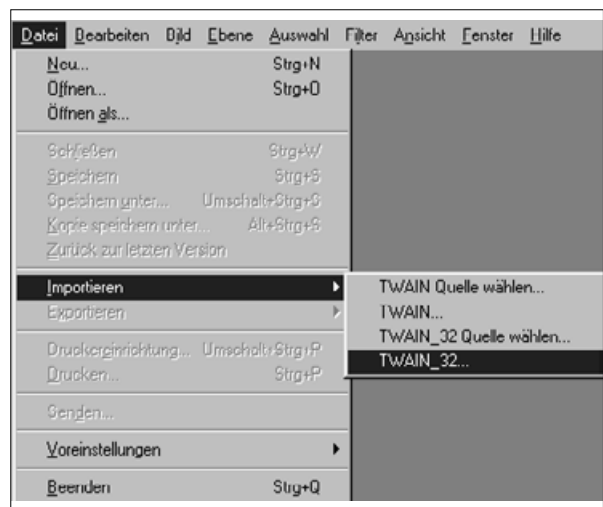 Datei Bearbeiten Bild Ebene Auswahl Filter Ansicht Fenster Hilfe
Neu... Strg+N
Öffnen... Strg+O
Öffnen als...
Schließen Strg+W
Speichern Strg+S
Speichern unter... Umschalt+Strg+S
Kopie speichern unter... Alt+Strg+S
Zurück zur letzten Version
Importieren
Exportieren
Druckereinrichtung... Umschalt+Strg+P
Drucken... Strg+P
Senden...
Voreinstellungen
Beenden Strg+Q
TWAIN Quelle wählen...
TWAIN...
TWAIN_32 Quelle wählen...
TWAIN_32...